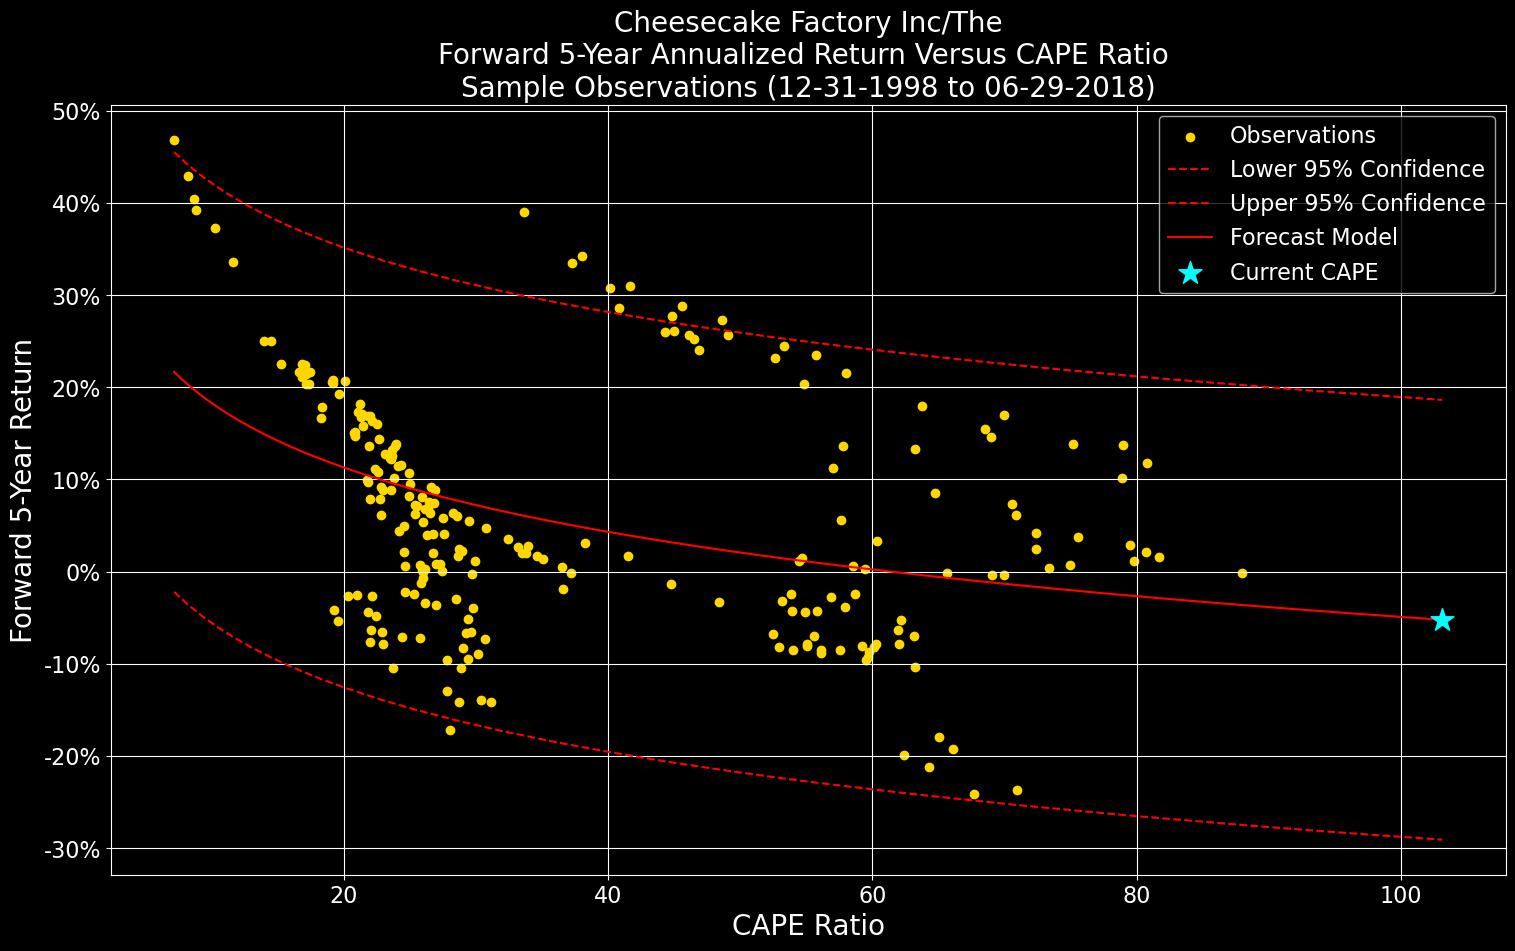 Cheesecake Factory Inc/The
Forward 5-Year Annualized Return Versus CAPE Ratio
Sample Observations (12-31-1998 to 06-29-2018)
Forward 5-Year Return
50%
40%
30%
20%
10%
0%
-10%
-20%
-30%
Observations
Lower 95% Confidence
Upper 95% Confidence
Forecast Model
Current CAPE
20 40 60 80 100
CAPE Ratio